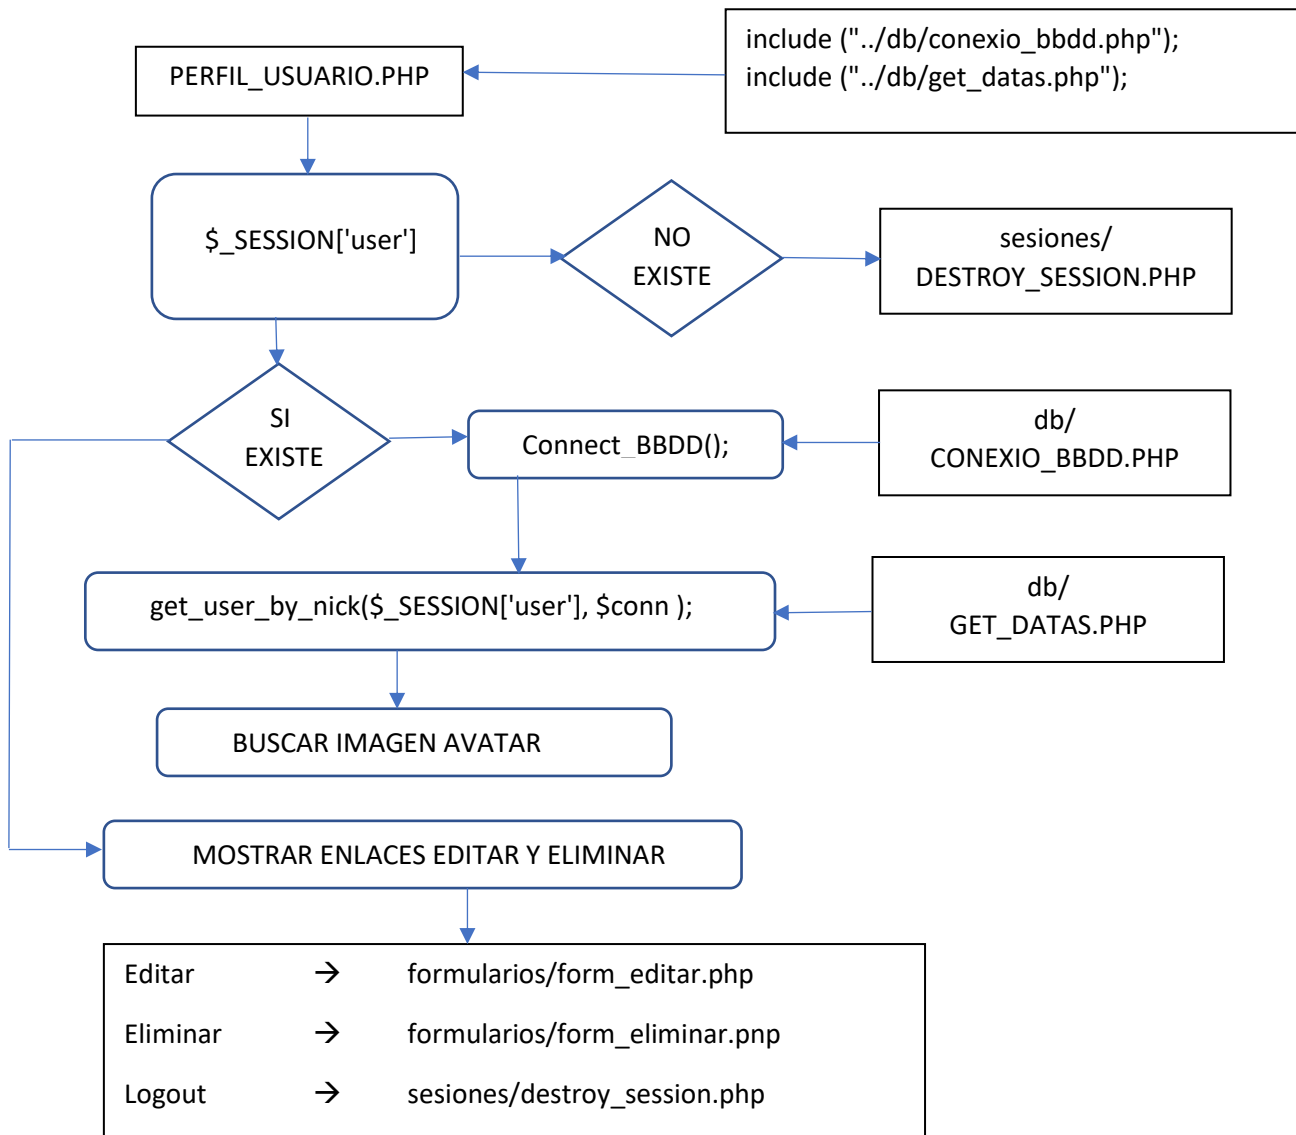 include ("../db/conexio_bbdd.php");
include ("../db/get_datas.php");
PERFIL_USUARIO.PHP
$_SESSION['user']
NO
EXISTE
sesiones/
DESTROY_SESSION.PHP
SI
EXISTE
Connect_BBDD();
db/
CONEXIO_BBDD.PHP
get_user_by_nick($_SESSION['user'], $conn );
db/
GET_DATAS.PHP
BUSCAR IMAGEN AVATAR
MOSTRAR ENLACES EDITAR Y ELIMINAR
Editar → formularios/form_editar.php
Eliminar → formularios/form_eliminar.pnp
Logout → sesiones/destroy_session.php